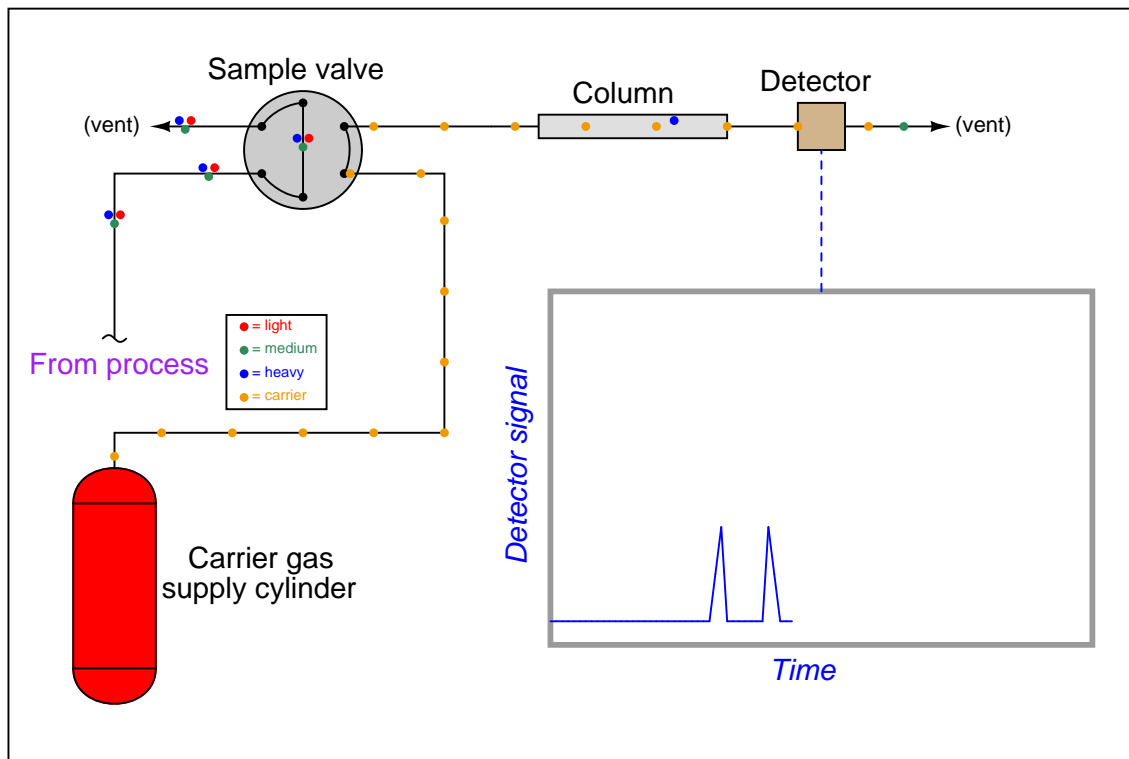 Sample valve
Column
Detector
(vent)
(vent)
From process
= light
= medium
= heavy
= carrier
Detector signal
Carrier gas
supply cylinder
Time